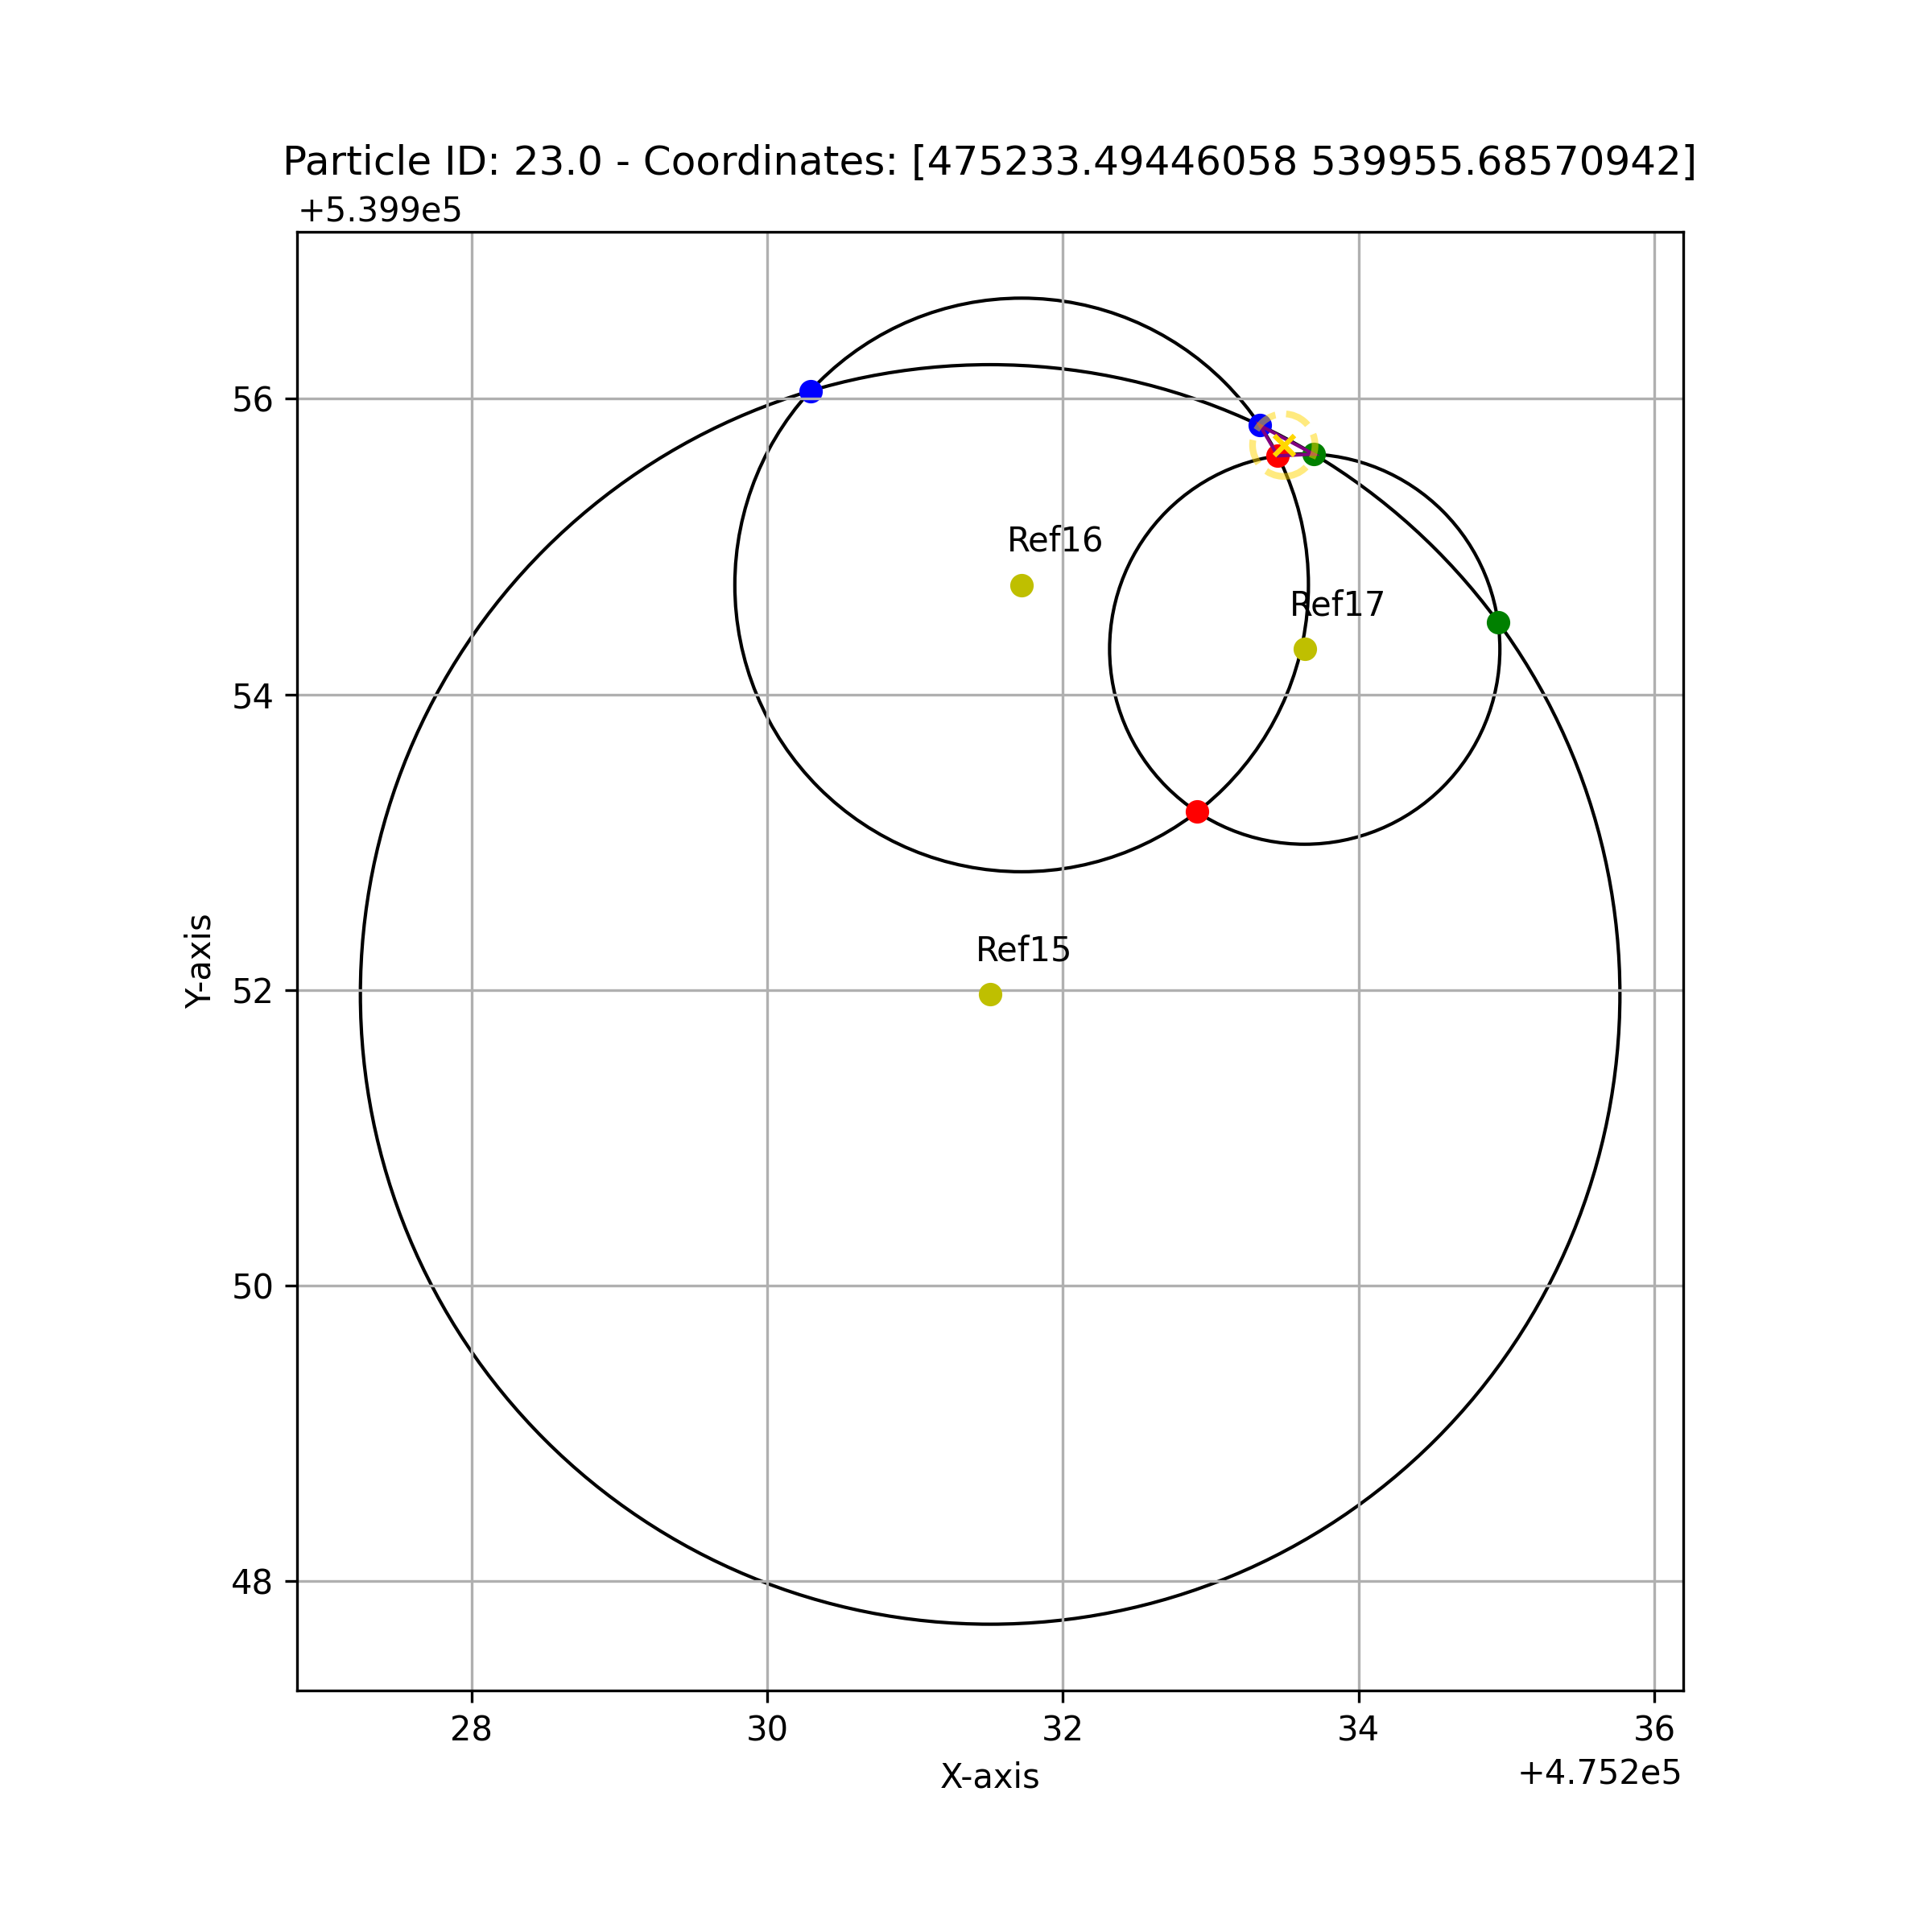 Particle ID: 23.0 - Coordinates: [475233.49446058 539955.68570942]
+5.399e5
56
Ref16
Ref17
54
Ref15
Y-axis
52
50
48
28 30 32 34 36
X-axis
+4.752e5